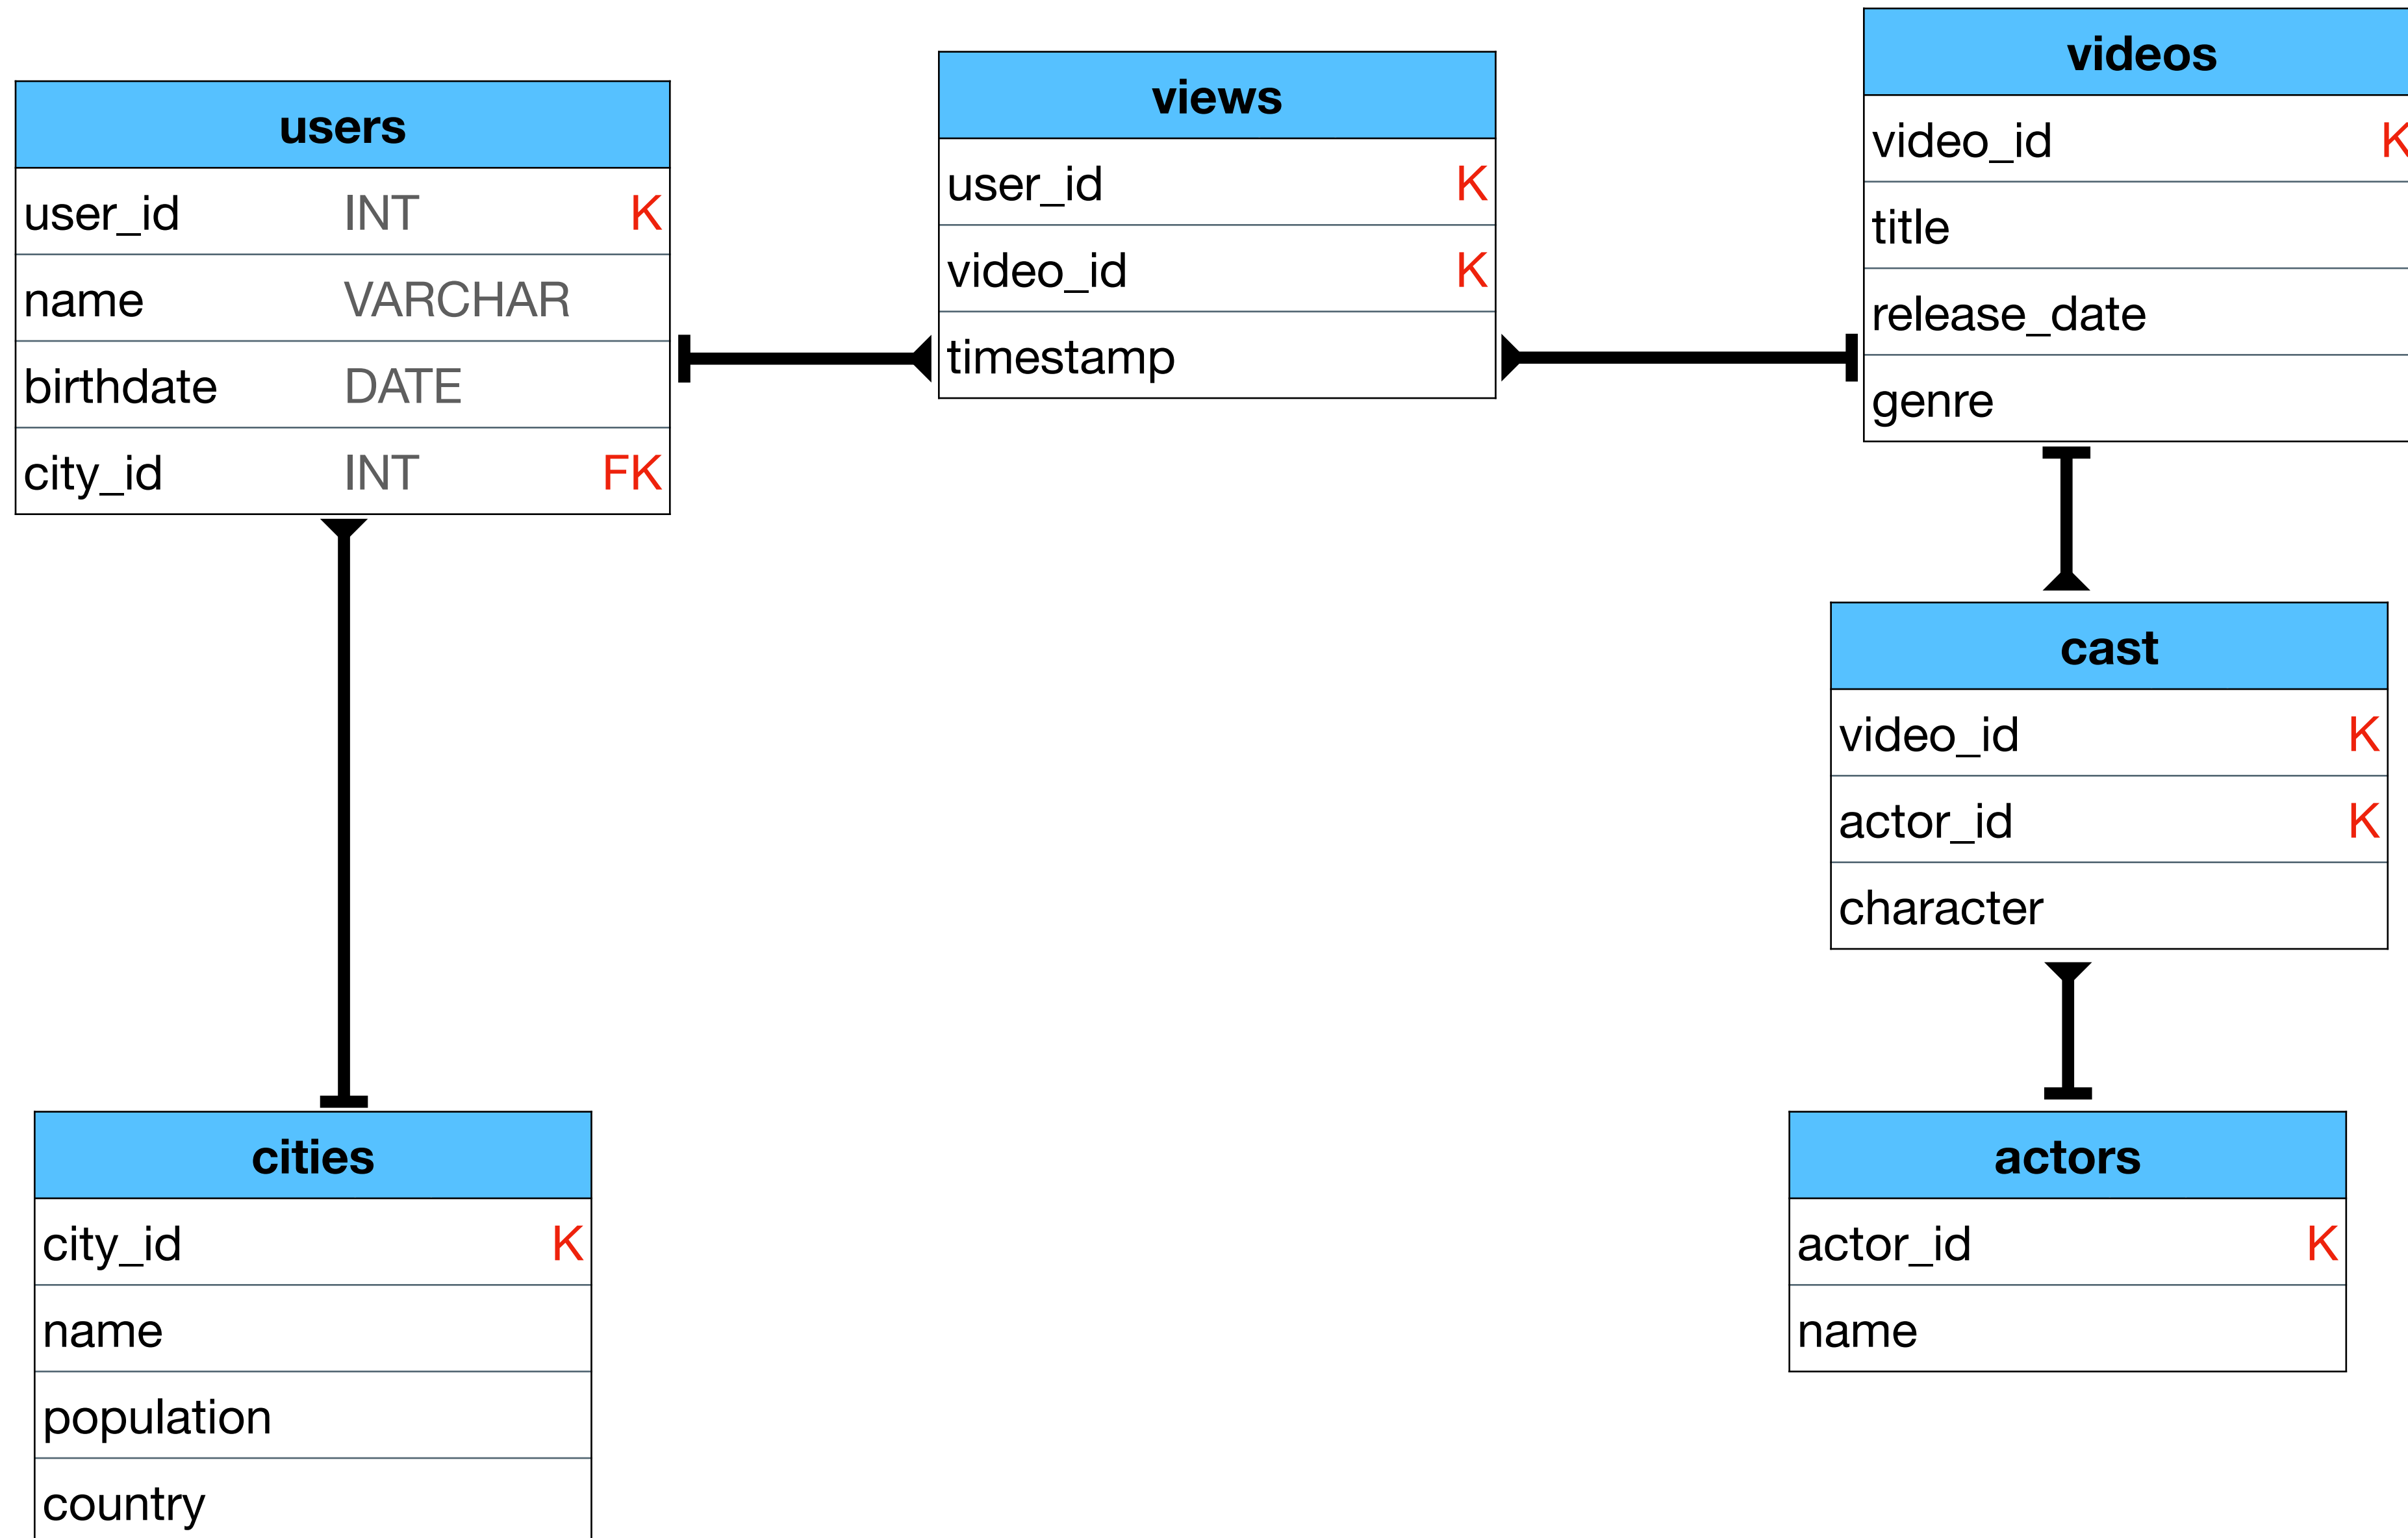 users
user_id INT K
name VARCHAR
birthdate DATE
city_id INT FK
views
user_id K
video_id K
timestamp
videos
video_id K
title
release_date
genre
cast
video_id K
actor_id K
character
cities
city_id K
name
population
country
actors
actor_id K
name